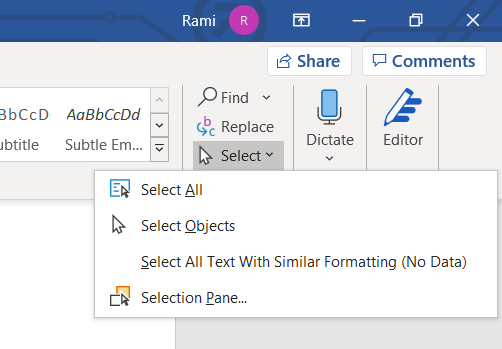 Rami R
Share Comments
BbCcD AaBbCcDd
ubtitle Subtle Em...
Find
Replace
Select
Dictate
Editor
Select All
Select Objects
Select All Text With Similar Formatting (No Data)
Selection Pane...